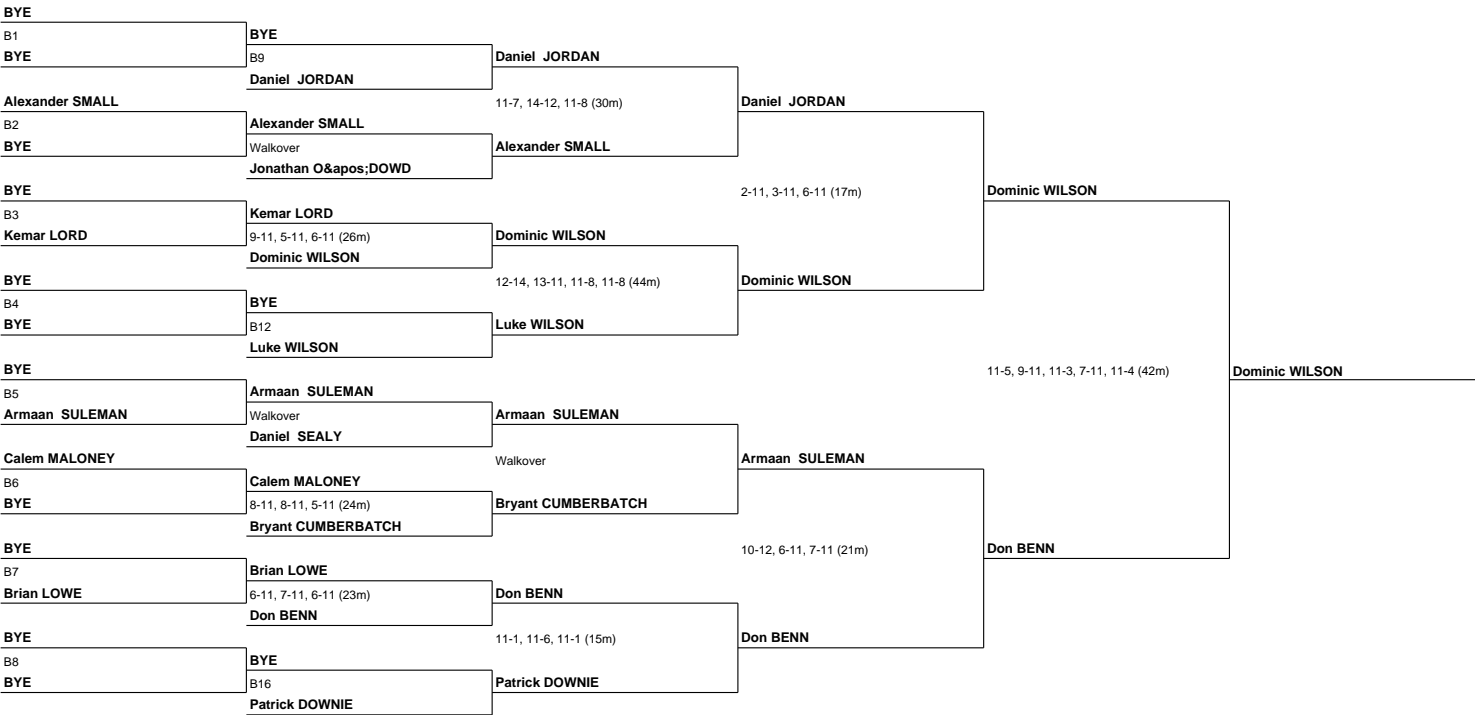 BYE
B1
BYE
BYE
B9
Daniel JORDAN
Daniel JORDAN
Alexander SMALL
B2
BYE
Alexander SMALL
Walkover
Jonathan O&apos;DOWD
11-7, 14-12, 11-8 (30m)
Alexander SMALL
Daniel JORDAN
BYE
B3
Kemar LORD
Kemar LORD
9-11, 5-11, 6-11 (26m)
Dominic WILSON
Dominic WILSON
2-11, 3-11, 6-11 (17m)
Dominic WILSON
BYE
B4
BYE
BYE
B12
Luke WILSON
12-14, 13-11, 11-8, 11-8 (44m)
Luke WILSON
Dominic WILSON
BYE
B5
Armaan SULEMAN
Armaan SULEMAN
Walkover
Daniel SEALY
Armaan SULEMAN
11-5, 9-11, 11-3, 7-11, 11-4 (42m)
Dominic WILSON
Calem MALONEY
B6
BYE
Calem MALONEY
8-11, 8-11, 5-11 (24m)
Bryant CUMBERBATCH
Walkover
Bryant CUMBERBATCH
Armaan SULEMAN
BYE
B7
Brian LOWE
Brian LOWE
6-11, 7-11, 6-11 (23m)
Don BENN
Don BENN
10-12, 6-11, 7-11 (21m)
Don BENN
BYE
B8
BYE
BYE
B16
Patrick DOWNIE
11-1, 11-6, 11-1 (15m)
Patrick DOWNIE
Don BENN